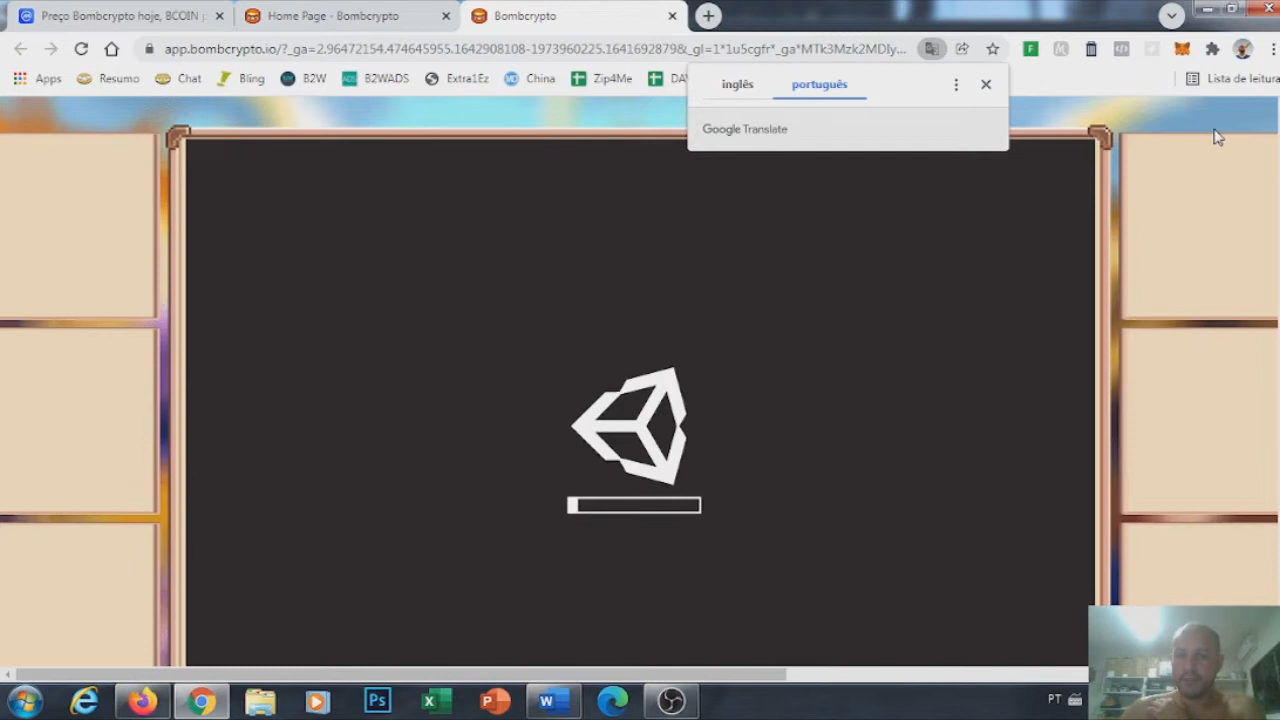 Preço Bombcrypto hoje, BCOIN
Home Page - Bombcrypto
Bombcrypto
app.bombcrypto.io/?_ga=2.96472154.474645955.1642908108-1973960225.1641692879&_gl=1*1u5cgfr*_ga*MTk3Mzk2MDIy...
Apps Resumo Chat Bling B2W B2WADS Extra1Ez China Zip4Me Lista de leitura
inglês português
Google Translate
Ps W
PT